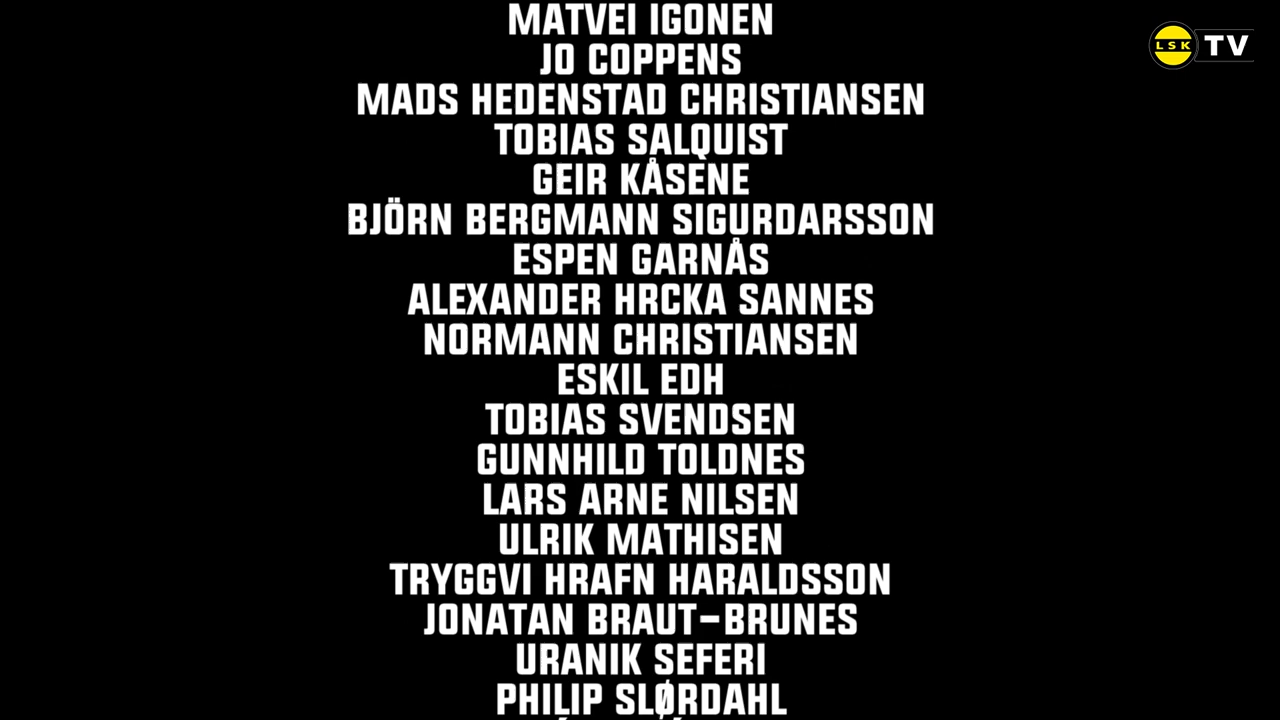 MATVEI IGONEN
LSK TV
JO COPPENS
MADS HEDENSTAD CHRISTIANSEN
TOBIAS SALQUIST
GEIR KÅSENE
BJÖRN BERGMANN SIGURDARSSON
ESPEN GARNÅS
ALEXANDER HRCKA SANNES
NORMANN CHRISTIANSEN
ESKIL EDH
TOBIAS SVENDSEN
GUNNHILD TOLDNES
LARS ARNE NILSEN
ULRIK MATHISEN
TRYGGVI HRAFN HARALDSSON
JONATAN BRAUT-BRUNES
URANIK SEFERI
PHILIP SLØRDAHL